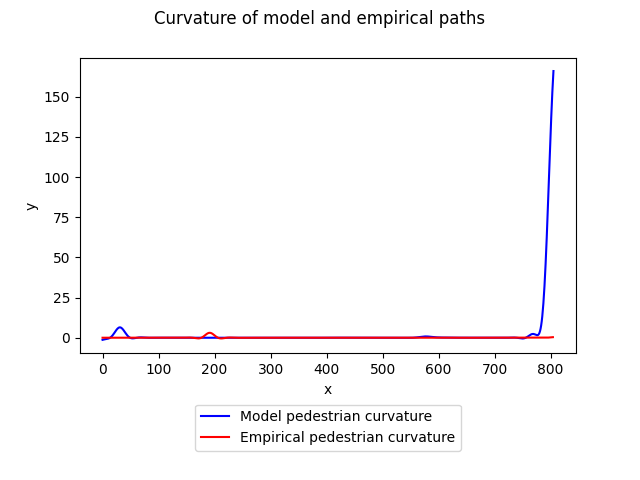 Curvature of model and empirical paths
150
125
100
75
50
25
0
y
0 100 200 300 400 500 600 700 800
x
Model pedestrian curvature
Empirical pedestrian curvature